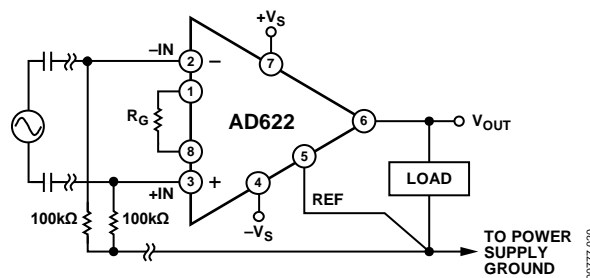 +VS
–IN
2
–
7
1
RG
AD622
6
VOUT
8
5
LOAD
3
+
+IN
4
REF
100kΩ
100kΩ
–VS
TO POWER
SUPPLY
GROUND